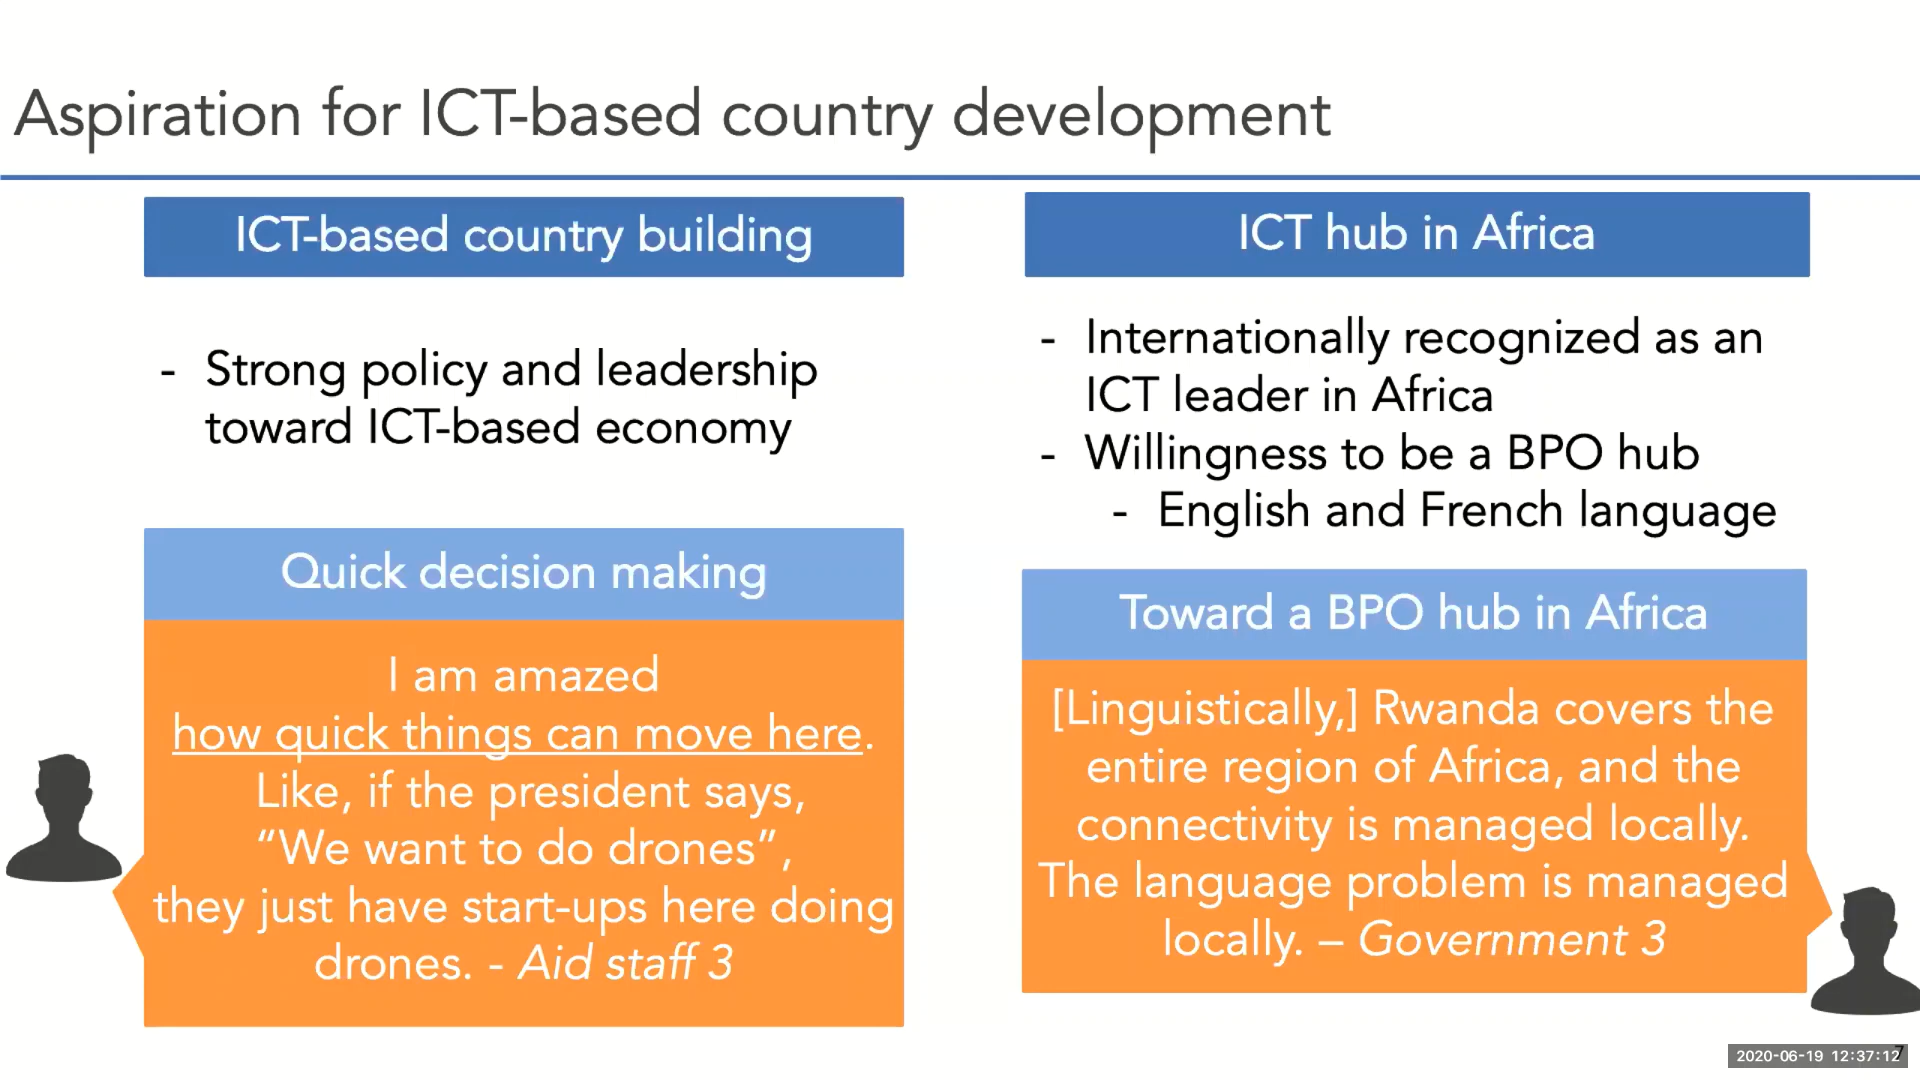 Aspiration for ICT-based country development
ICT-based country building
- Strong policy and leadership
toward ICT-based economy
Quick decision making
I am amazed
how quick things can move here.
Like, if the president says,
“We want to do drones”,
they just have start-ups here doing
drones. - Aid staff 3
ICT hub in Africa
- Internationally recognized as an
ICT leader in Africa
- Willingness to be a BPO hub
- English and French language
Toward a BPO hub in Africa
[Linguistically,] Rwanda covers the
entire region of Africa, and the
connectivity is managed locally.
The language problem is managed
locally. – Government 3
2020-06-19 12:37:12
7